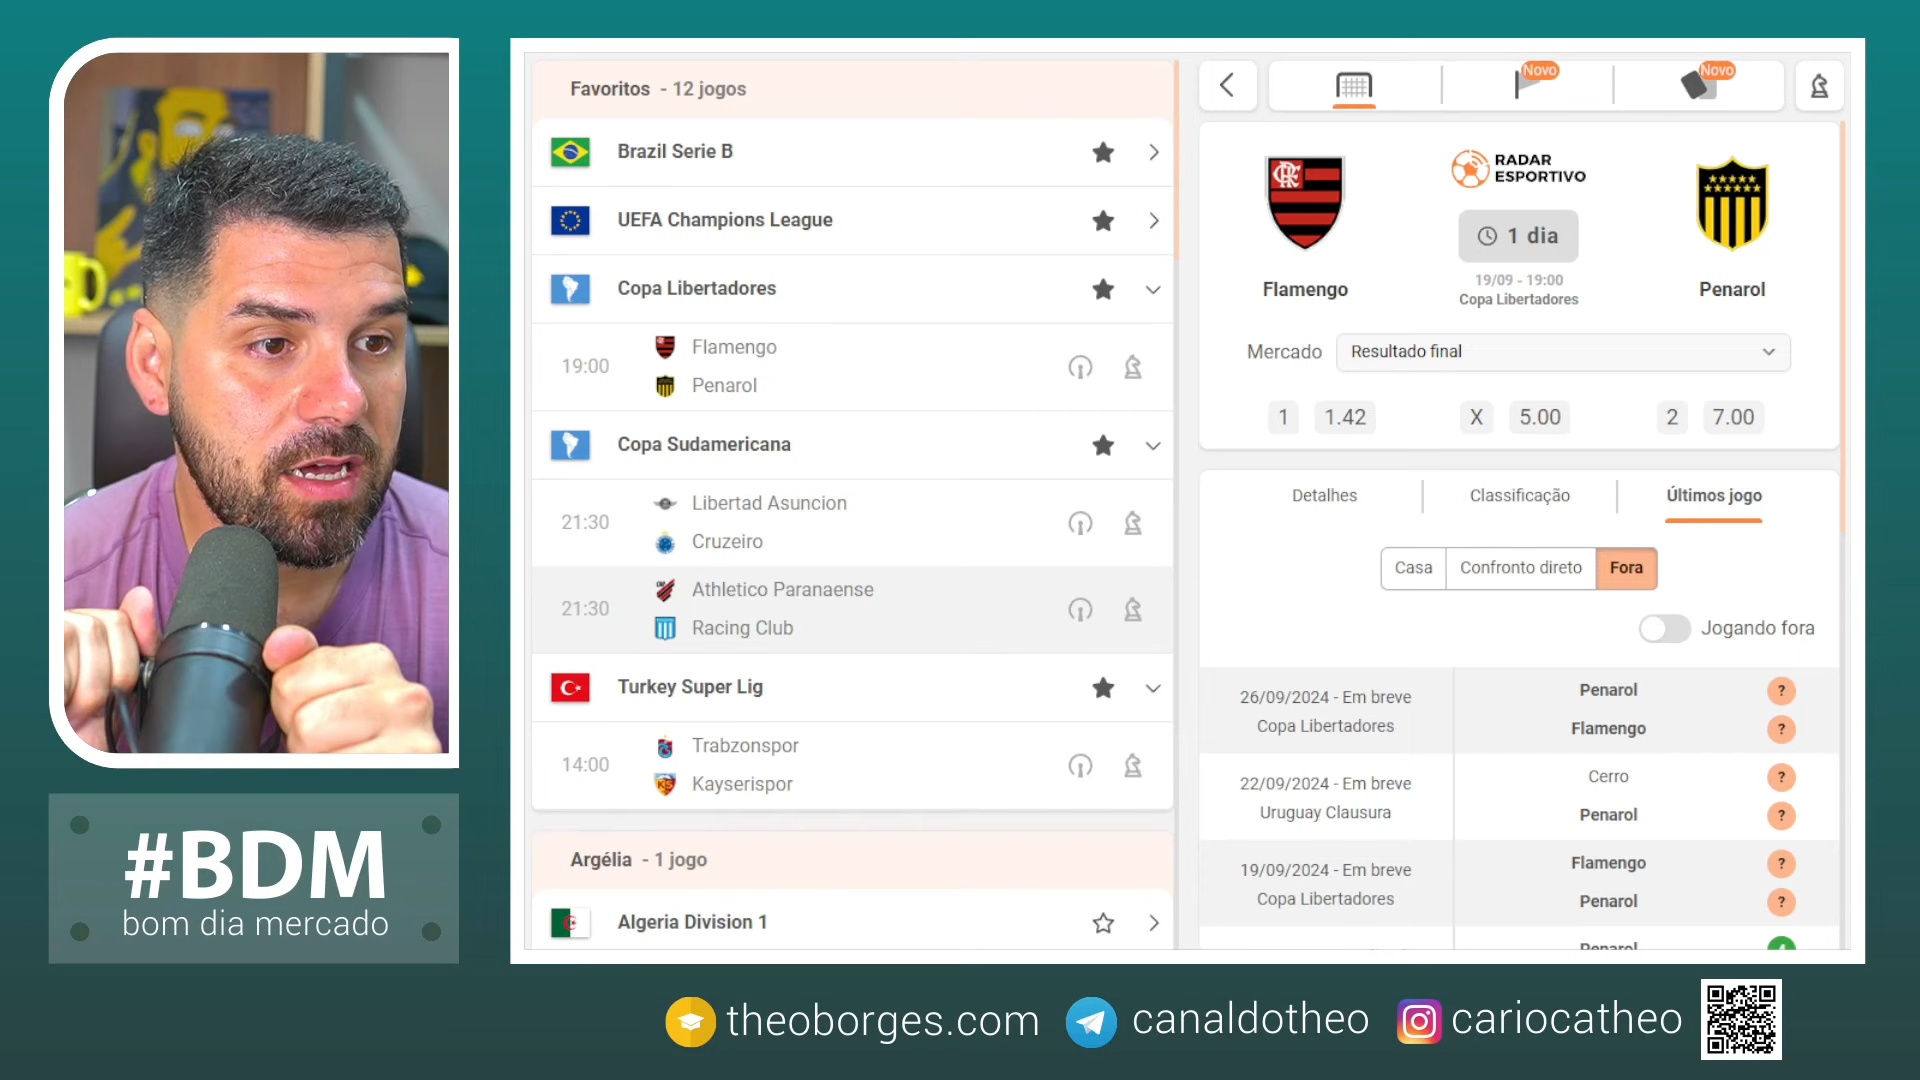 Favoritos - 12 jogos
Brazil Serie B
UEFA Champions League
Copa Libertadores
19:00
Flamengo
Penarol
Copa Sudamericana
21:30
Libertad Asuncion
Cruzeiro
21:30
Athletico Paranaense
Racing Club
Turkey Super Lig
14:00
Trabzonspor
Kayserispor
Argélia - 1 jogo
Algeria Division 1
Novo
Novo
RADAR
ESPORTIVO
1 dia
19/09 - 19:00
Copa Libertadores
Flamengo
Penarol
Mercado
Resultado final
1 1.42 X 5.00 2 7.00
Detalhes
Classificação
Últimos jogo
Casa
Confronto direto
Fora
Jogando fora
26/09/2024 - Em breve
Copa Libertadores
Penarol ?
Flamengo ?
22/09/2024 - Em breve
Uruguay Clausura
Cerro ?
Penarol ?
19/09/2024 - Em breve
Copa Libertadores
Flamengo ?
Penarol ?
Penarol
#BDM
bom dia mercado
theoborges.com
canaldotheo
cariocatheo